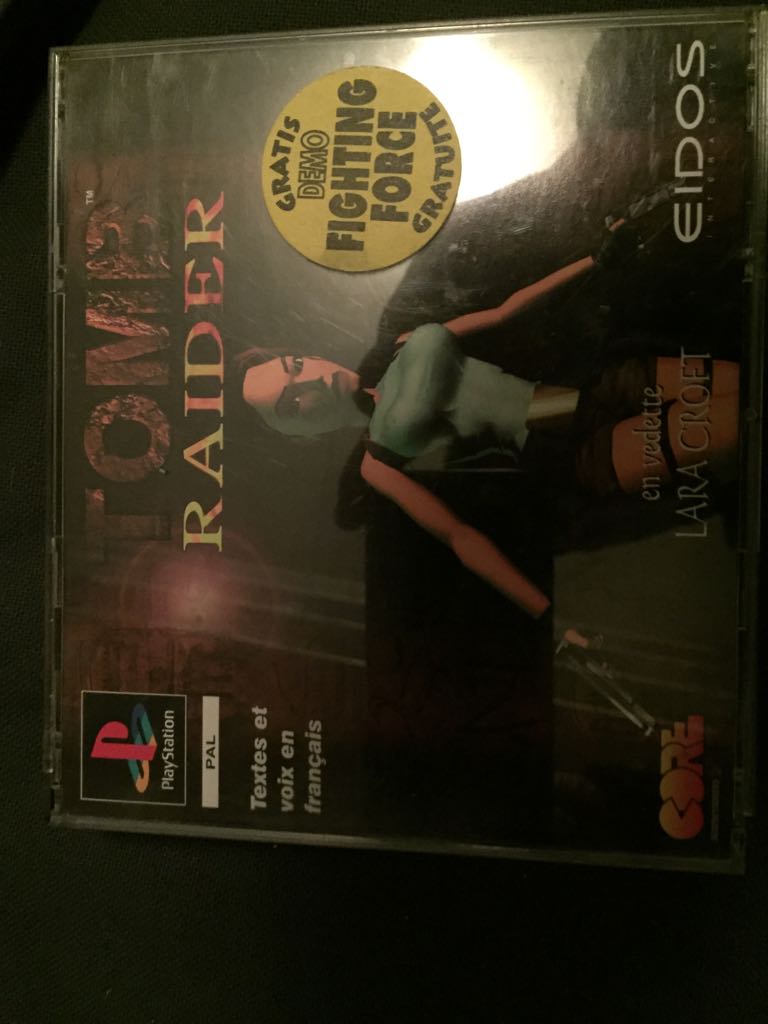 PlayStation
PAL
TOMB™
RAIDER
Textes et
voix en
français
GRATIS
DEMO
FIGHTING
FORCE
GRATUITE
en vedette
LARA CROFT
CORE
EIDOS
INTERACTIVE